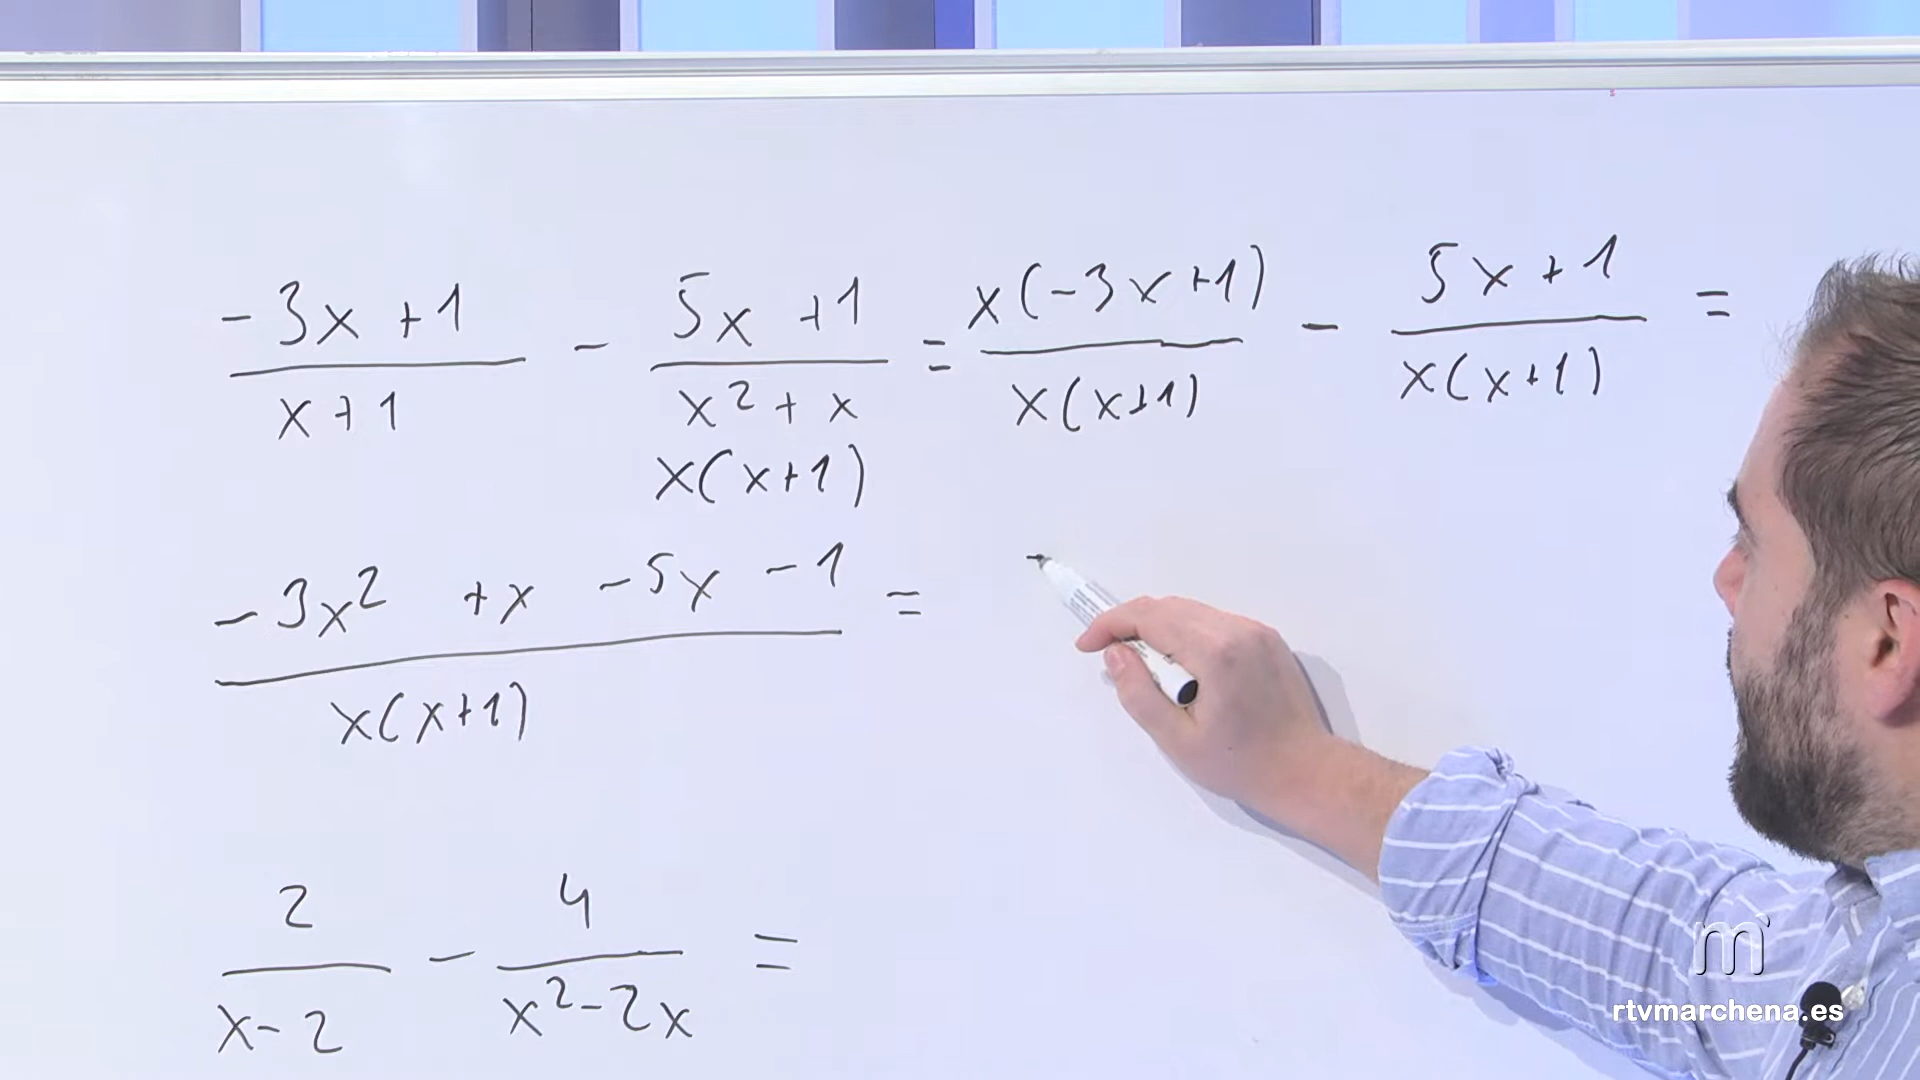 -3x+1/x+1 - 5x+1/x²+x = x(-3x+1)/x(x+1) - 5x+1/x(x+1) =
x(x+1)
-3x² +x -5x -1/x(x+1) = -
2/x-2 - 4/x²-2x =
m
rtvmarchena.es